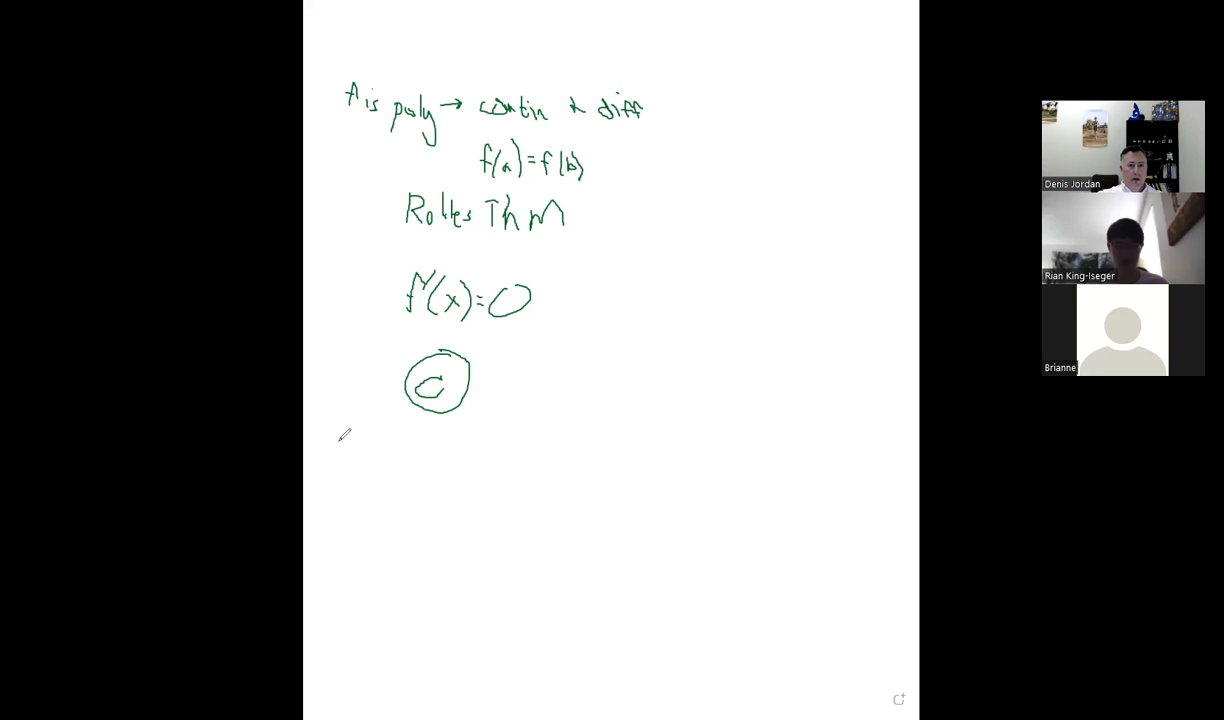 f is poly → contin & diff
f(a) = f(b)
Rolles Thm
f'(x) = 0
C
Denis Jordan
Rian King-Iseger
Brianne